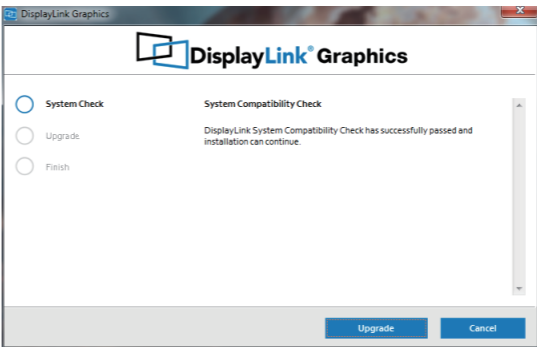 DisplayLink Graphics
DisplayLink® Graphics
System Check
Upgrade
Finish
System Compatibility Check
DisplayLink System Compatibility Check has successfully passed and
installation can continue.
Upgrade
Cancel